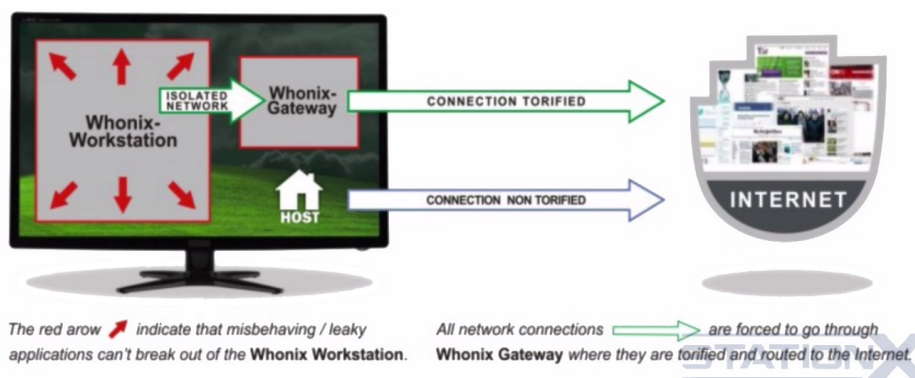 ISOLATED
NETWORK
Whonix-
Gateway
CONNECTION TORIFIED
Whonix-
Workstation
HOST
CONNECTION NON TORIFIED
INTERNET
The red arow indicate that misbehaving / leaky
applications can't break out of the Whonix Workstation.
All network connections are forced to go through
Whonix Gateway where they are torified and routed to the Internet.
STATIONX